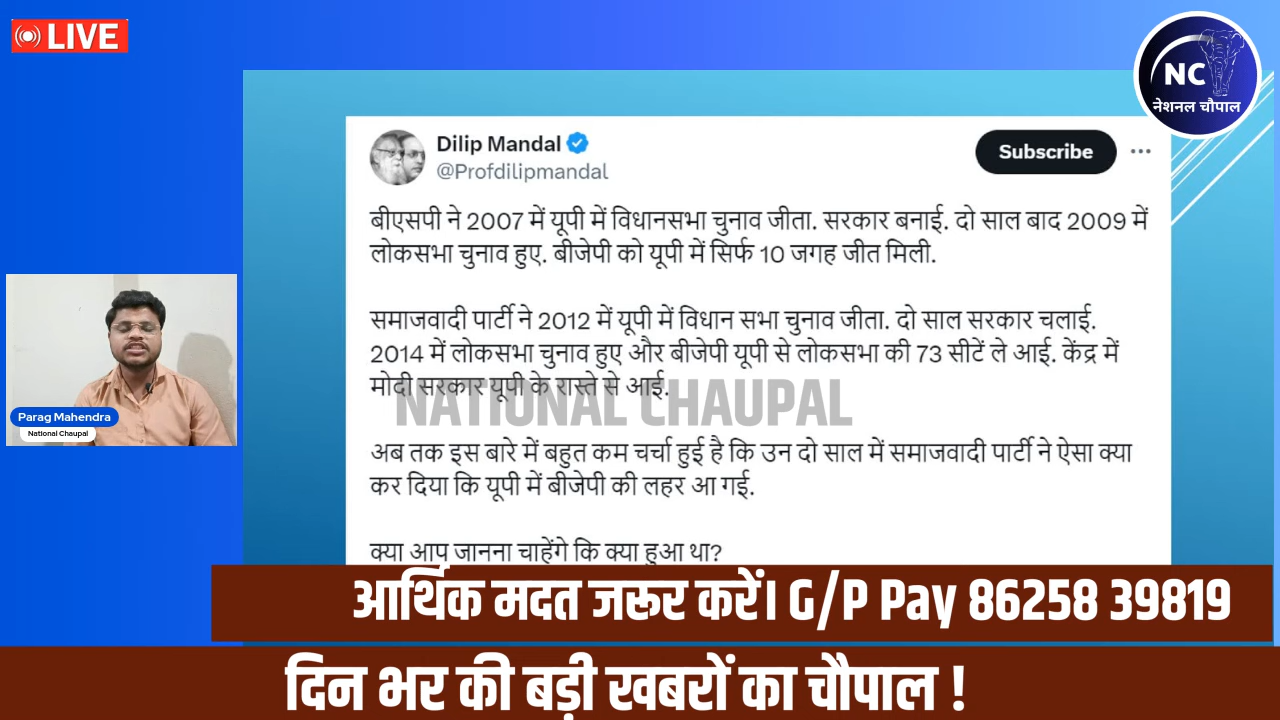 LIVE
NC
नेशनल चौपाल
Dilip Mandal
@Profdilipmandal
Subscribe
बीएसपी ने 2007 में यूपी में विधानसभा चुनाव जीता. सरकार बनाई. दो साल बाद 2009 में
लोकसभा चुनाव हुए. बीजेपी को यूपी में सिर्फ 10 जगह जीत मिली.
समाजवादी पार्टी ने 2012 में यूपी में विधान सभा चुनाव जीता. दो साल सरकार चलाई.
2014 में लोकसभा चुनाव हुए और बीजेपी यूपी से लोकसभा की 73 सीटें ले आई. केंद्र में
मोदी सरकार यूपी के रास्ते से आई.
NATIONAL CHAUPAL
अब तक इस बारे में बहुत कम चर्चा हुई है कि उन दो साल में समाजवादी पार्टी ने ऐसा क्या
कर दिया कि यूपी में बीजेपी की लहर आ गई.
क्या आप जानना चाहेंगे कि क्या हुआ था?
Parag Mahendra
National Chaupal
आर्थिक मदत जरूर करें। G/P Pay 86258 39819
दिन भर की बड़ी खबरों का चौपाल !